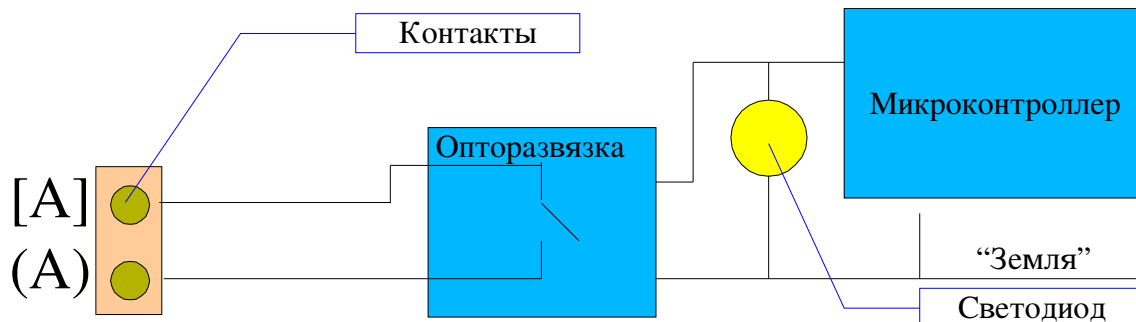 Контакты
Микроконтроллер
Опторазвязка
[A]
(A)
“Земля”
Светодиод